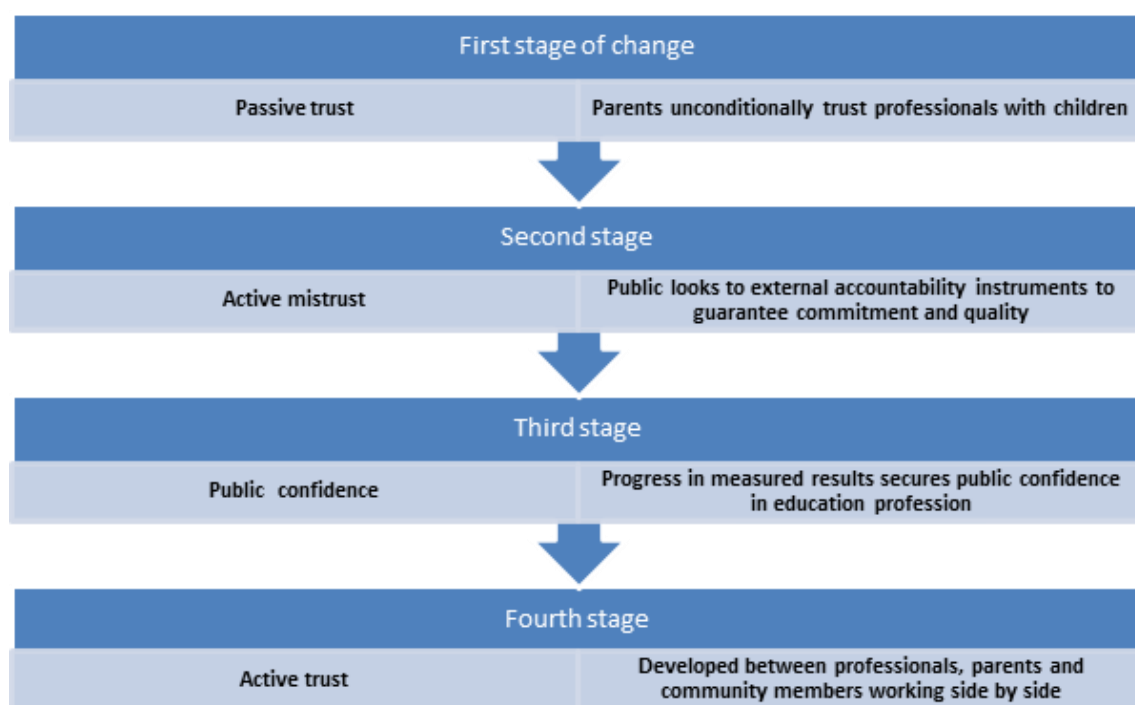 First stage of change
Passive trust
Parents unconditionally trust professionals with children
Second stage
Active mistrust
Public looks to external accountability instruments to
guarantee commitment and quality
Third stage
Public confidence
Progress in measured results secures public confidence
in education profession
Fourth stage
Active trust
Developed between professionals, parents and
community members working side by side